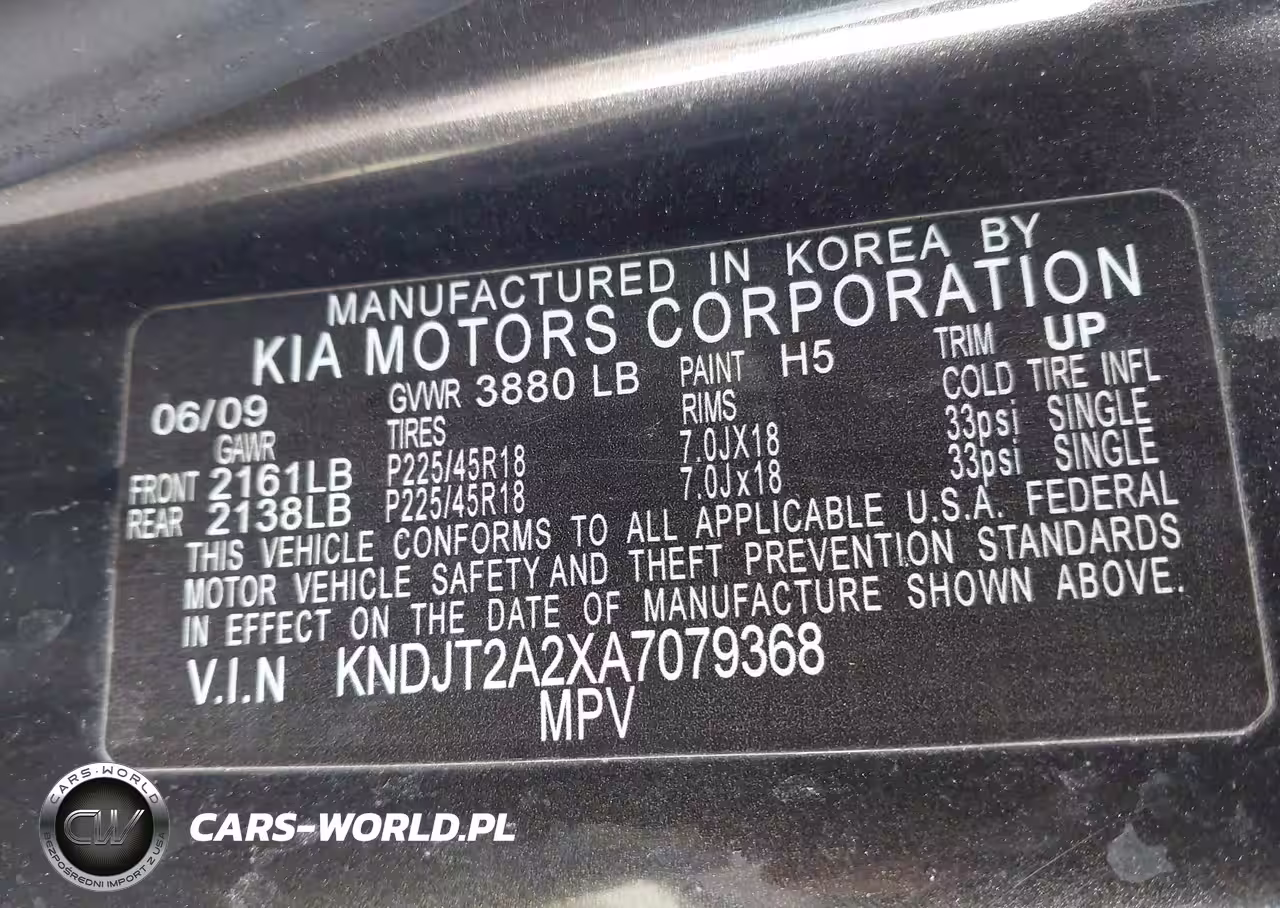 MANUFACTURED IN KOREA BY
KIA MOTORS CORPORATION
06/09 GVWR 3880 LB PAINT H5 TRIM UP
GAWR TIRES RIMS COLD TIRE INFL
FRONT 2161LB P225/45R18 7.0JX18 33psi SINGLE
REAR 2138LB P225/45R18 7.0Jx18 33psi SINGLE
THIS VEHICLE CONFORMS TO ALL APPLICABLE U.S.A. FEDERAL
MOTOR VEHICLE SAFETY AND THEFT PREVENTION STANDARDS
IN EFFECT ON THE DATE OF MANUFACTURE SHOWN ABOVE.
V.I.N KNDJT2A2XA7079368
MPV
CARS-WORLD
CW
BEZPOŚREDNI IMPORT Z USA
CARS-WORLD.PL